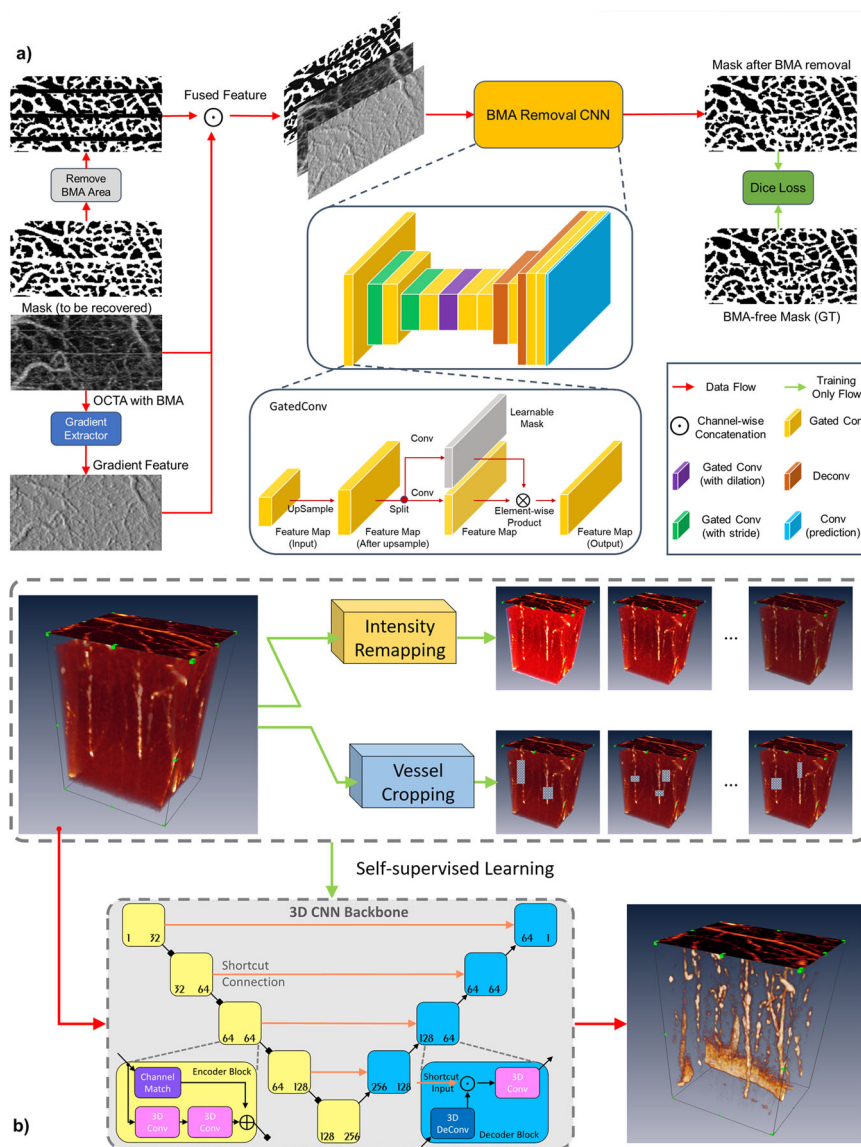 a)
Fused Feature
Remove
BMA Area
Mask (to be recovered)
OCTA with BMA
Gradient
Extractor
Gradient Feature
BMA Removal CNN
Mask after BMA removal
Dice Loss
BMA-free Mask (GT)
GatedConv
Learnable
Mask
Conv
UpSample
Split
Conv
Element-wise
Product
Feature Map
(Input)
Feature Map
(After upsample)
Feature Map
Feature Map
(Output)
Data Flow
Training
Only Flow
Channel-wise
Concatenation
Gated Conv
Gated Conv
(with dilation)
Deconv
Gated Conv
(with stride)
Conv
(prediction)
Intensity
Remapping
...
Vessel
Cropping
...
Self-supervised Learning
3D CNN Backbone
1 32
64 1
Shortcut
Connection
32 64
64 64
64 64
128 64
64 128
256 128
128 256
Encoder Block
Channel
Match
3D
Conv
3D
Conv
Shortcut
Input
3D
Conv
3D
DeConv
Decoder Block
b)